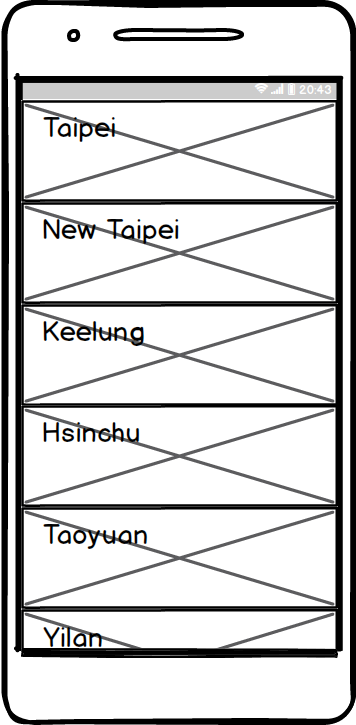 20:43
Taipei
New Taipei
Keelung
Hsinchu
Taoyuan
Yilan